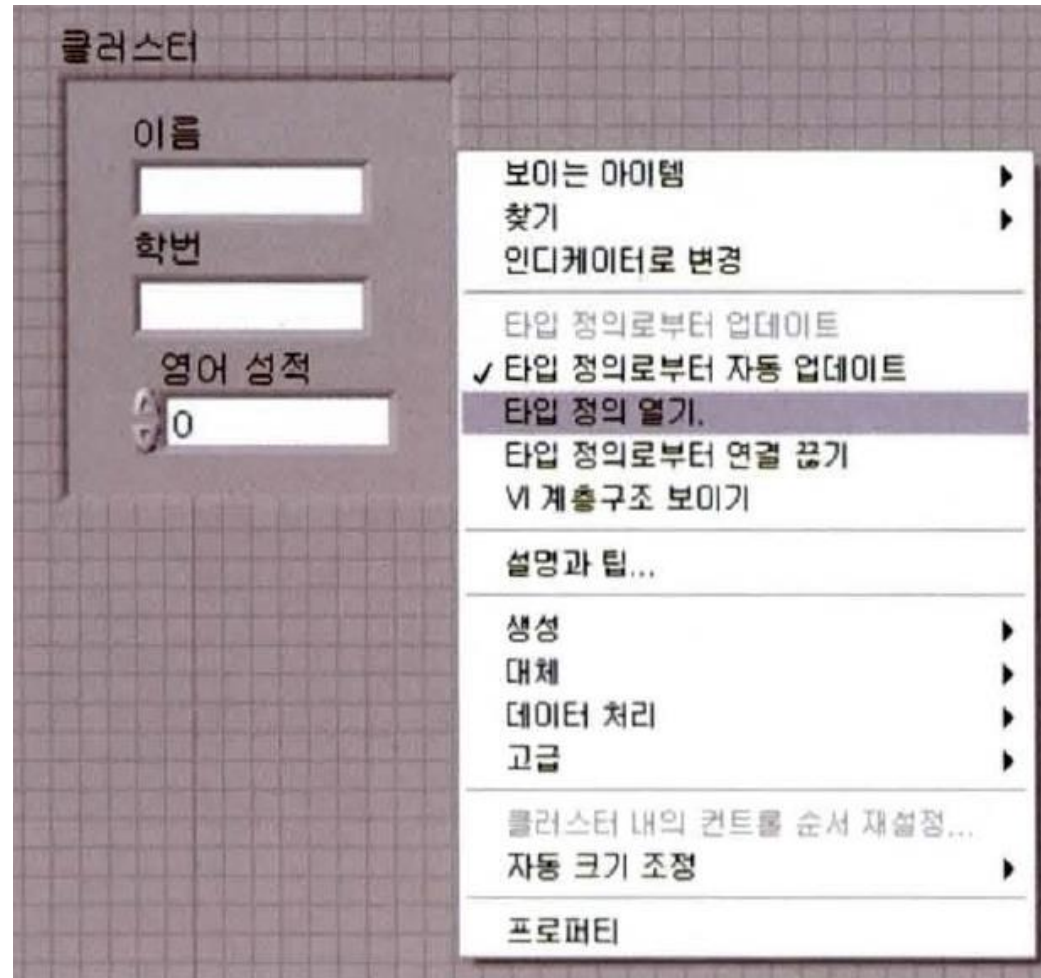 클러스터
이름
학번
영어 성적
0
보이는 아이템
찾기
인디케이터로 변경
타입 정의로부터 업데이트
✓ 타입 정의로부터 자동 업데이트
타입 정의 열기.
타입 정의로부터 연결 끊기
VI 계층구조 보이기
설명과 팁...
생성
대체
데이터 처리
고급
클러스터 내의 컨트롤 순서 재설정...
자동 크기 조정
프로퍼티